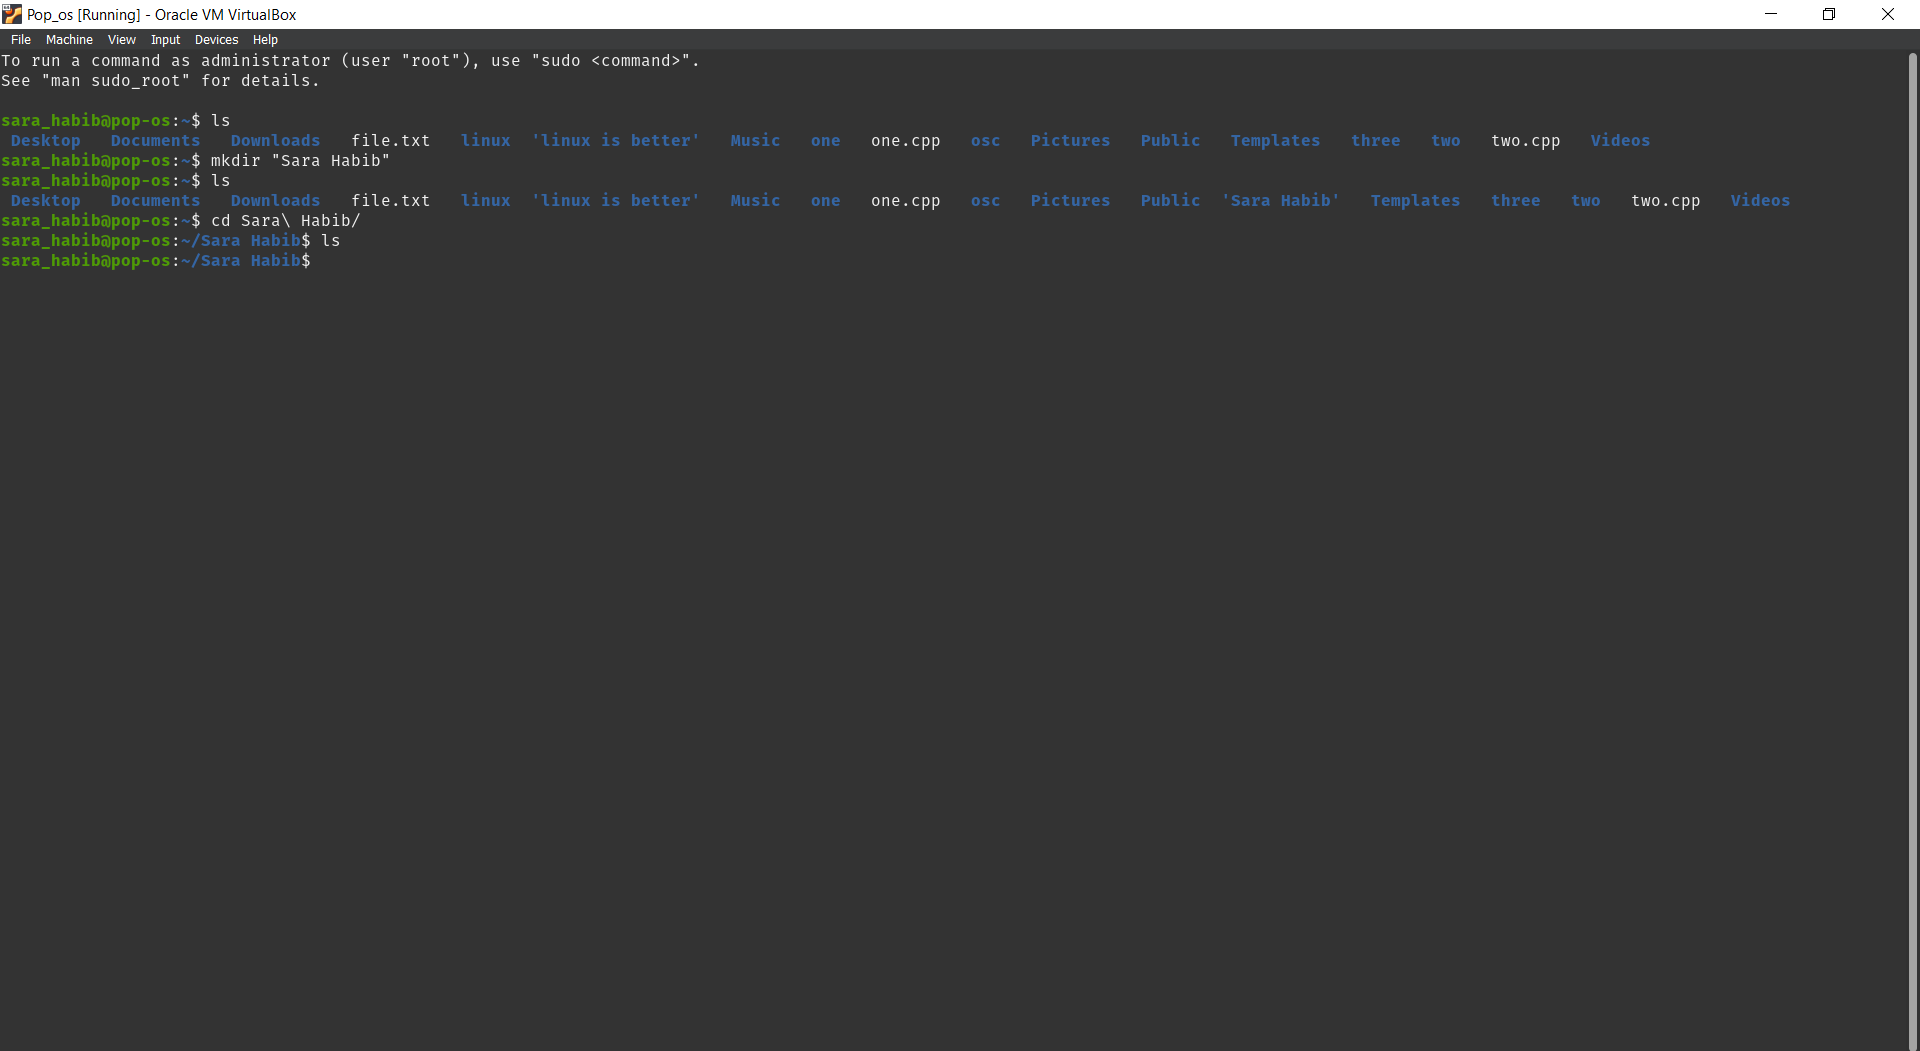 Pop_os [Running] - Oracle VM VirtualBox
File Machine View Input Devices Help
To run a command as administrator (user "root"), use "sudo <command>".
See "man sudo_root" for details.
sara_habib@pop-os:~$ ls
Desktop Documents Downloads file.txt linux 'linux is better' Music one one.cpp osc Pictures Public Templates three two two.cpp Videos
sara_habib@pop-os:~$ mkdir "Sara Habib"
sara_habib@pop-os:~$ ls
Desktop Documents Downloads file.txt linux 'linux is better' Music one one.cpp osc Pictures Public 'Sara Habib' Templates three two two.cpp Videos
sara_habib@pop-os:~$ cd Sara\ Habib/
sara_habib@pop-os:~/Sara Habib$ ls
sara_habib@pop-os:~/Sara Habib$